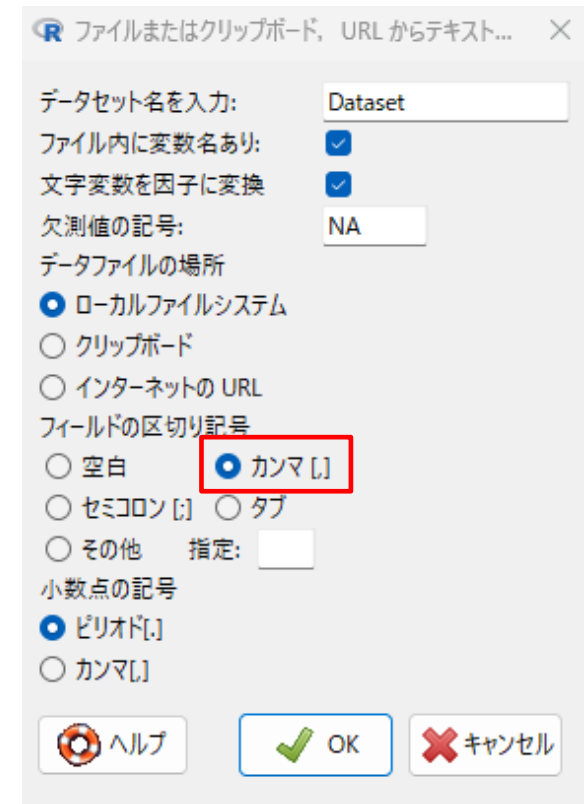 ファイルまたはクリップボード, URL からテキスト...
データセット名を入力: Dataset
ファイル内に変数名あり:
文字変数を因子に変換
欠測値の記号: NA
データファイルの場所
ローカルファイルシステム
クリップボード
インターネットの URL
フィールドの区切り記号
空白 カンマ [,]
セミコロン [;] タブ
その他 指定:
小数点の記号
ピリオド[.]
カンマ[,]
ヘルプ OK キャンセル